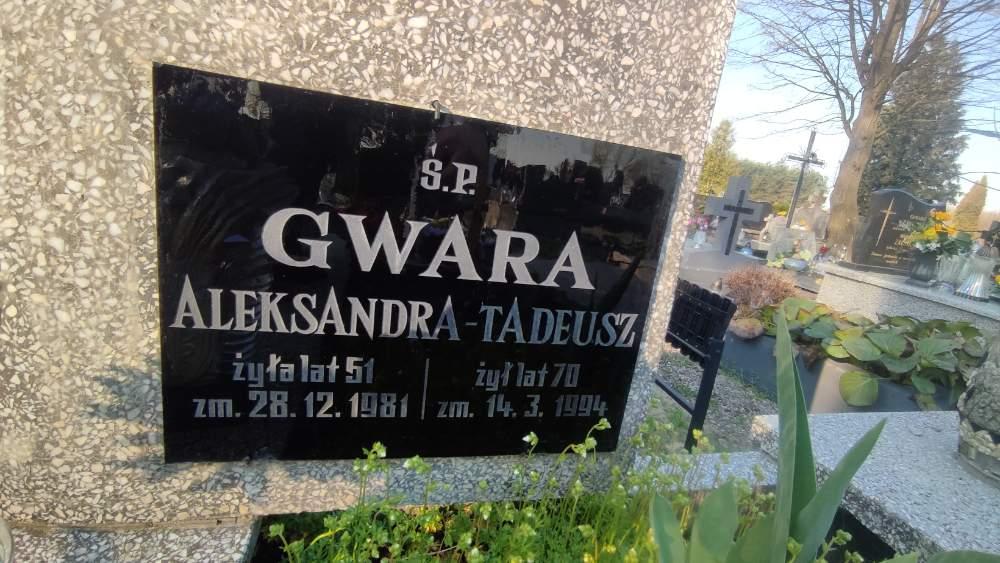 Ś.P.
GWARA
ALEKSANDRA-TADEUSZ
żyła lat 51
zm. 28.12.1981
żył lat 70
zm. 14.3.1994